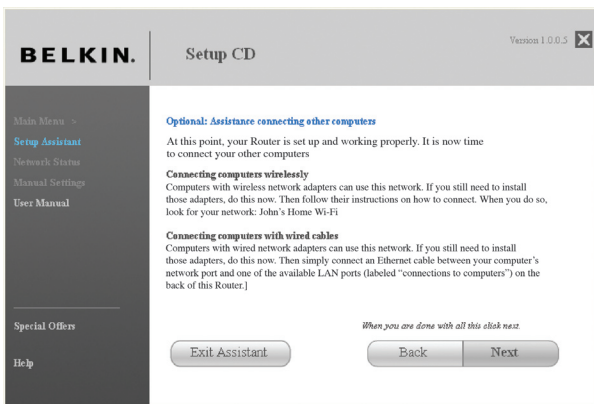 BELKIN.
Setup CD
Version 1.0.0.5
Main Menu >
Setup Assistant
Network Status
Manual Settings
User Manual
Special Offers
Help
Optional: Assistance connecting other computers
At this point, your Router is set up and working properly. It is now time
to connect your other computers
Connecting computers wirelessly
Computers with wireless network adapters can use this network. If you still need to install
those adapters, do this now. Then follow their instructions on how to connect. When you do so,
look for your network: John's Home Wi-Fi
Connecting computers with wired cables
Computers with wired network adapters can use this network. If you still need to install
those adapters, do this now. Then simply connect an Ethernet cable between your computer's
network port and one of the available LAN ports (labeled “connections to computers”) on the
back of this Router.]
When you are done with all this click next.
Exit Assistant
Back
Next